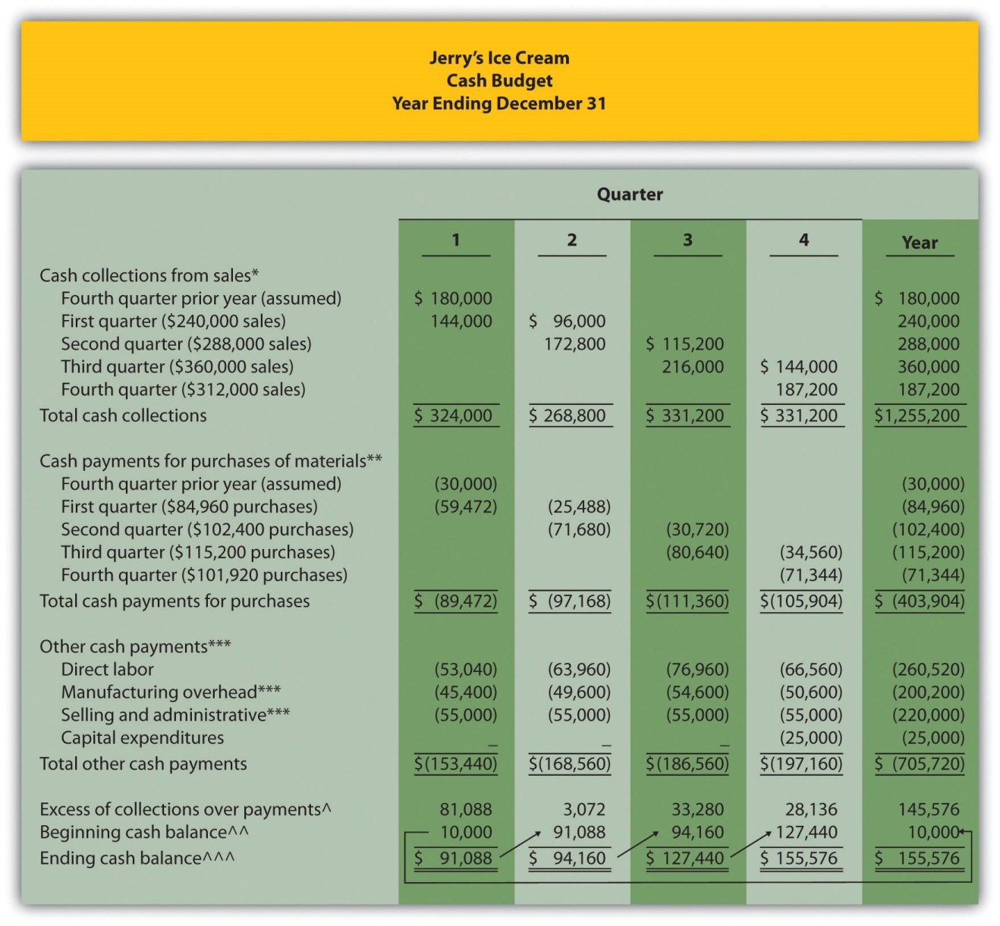 Jerry’s Ice Cream
Cash Budget
Year Ending December 31
Quarter
1 2 3 4 Year
Cash collections from sales*
Fourth quarter prior year (assumed) $ 180,000 $ 180,000
First quarter ($240,000 sales) 144,000 $ 96,000 240,000
Second quarter ($288,000 sales) 172,800 $ 115,200 288,000
Third quarter ($360,000 sales) 216,000 $ 144,000 360,000
Fourth quarter ($312,000 sales) 187,200 187,200
Total cash collections $ 324,000 $ 268,800 $ 331,200 $ 331,200 $1,255,200
Cash payments for purchases of materials**
Fourth quarter prior year (assumed) (30,000) (30,000)
First quarter ($84,960 purchases) (59,472) (25,488) (84,960)
Second quarter ($102,400 purchases) (71,680) (30,720) (102,400)
Third quarter ($115,200 purchases) (80,640) (34,560) (115,200)
Fourth quarter ($101,920 purchases) (71,344) (71,344)
Total cash payments for purchases $ (89,472) $ (97,168) $(111,360) $(105,904) $ (403,904)
Other cash payments***
Direct labor (53,040) (63,960) (76,960) (66,560) (260,520)
Manufacturing overhead*** (45,400) (49,600) (54,600) (50,600) (200,200)
Selling and administrative*** (55,000) (55,000) (55,000) (55,000) (220,000)
Capital expenditures _ _ _ (25,000) (25,000)
Total other cash payments $(153,440) $(168,560) $(186,560) $(197,160) $ (705,720)
Excess of collections over payments^ 81,088 3,072 33,280 28,136 145,576
Beginning cash balance^^ 10,000 91,088 94,160 127,440 10,000
Ending cash balance^^^ $ 91,088 $ 94,160 $ 127,440 $ 155,576 $ 155,576